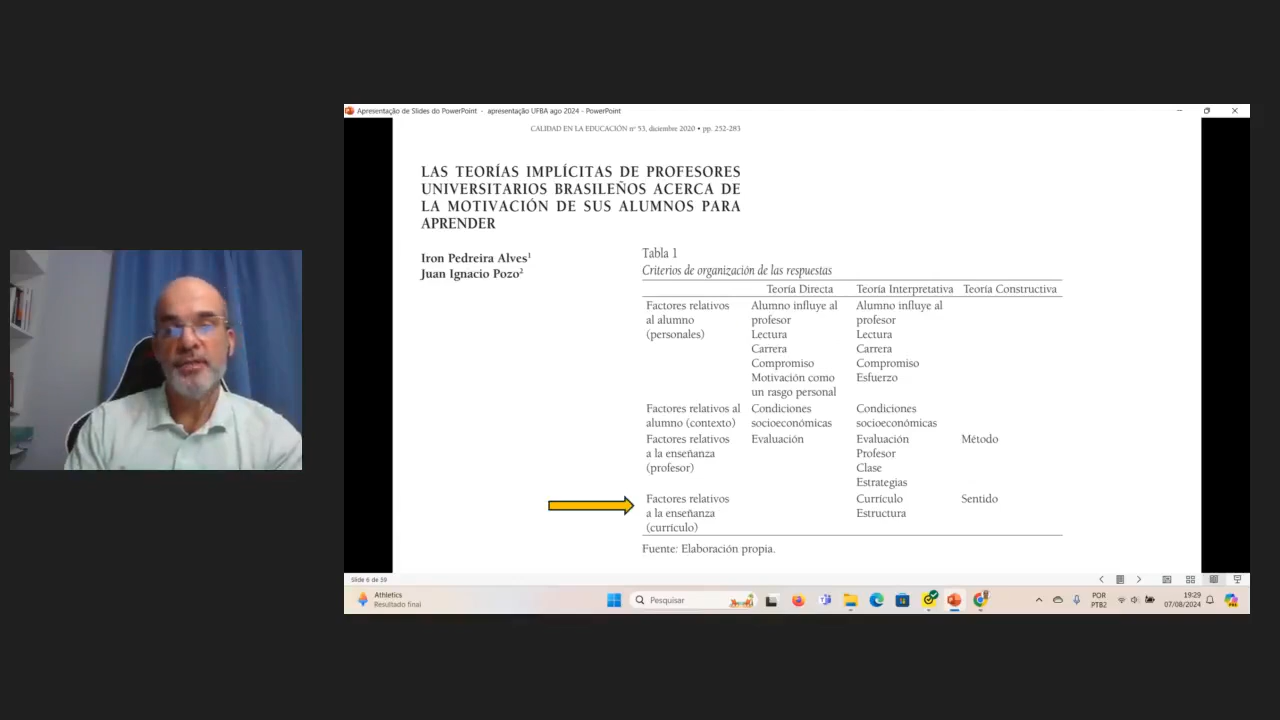 Apresentação de Slides do PowerPoint - apresentação UFBA ago 2024 - PowerPoint
CALIDAD EN LA EDUCACIÓN nº 53, diciembre 2020 • pp. 252-283
LAS TEORÍAS IMPLÍCITAS DE PROFESORES
UNIVERSITARIOS BRASILEÑOS ACERCA DE
LA MOTIVACIÓN DE SUS ALUMNOS PARA
APRENDER
Iron Pedreira Alves¹
Juan Ignacio Pozo²
Tabla 1
Criterios de organización de las respuestas
Teoría Directa Teoría Interpretativa Teoría Constructiva
Factores relativos Alumno influye al Alumno influye al
al alumno profesor profesor
(personales) Lectura Lectura
Carrera Carrera
Compromiso Compromiso
Motivación como Esfuerzo
un rasgo personal
Factores relativos al Condiciones Condiciones
alumno (contexto) socioeconómicas socioeconómicas
Factores relativos Evaluación Evaluación Método
a la enseñanza Profesor
(profesor) Clase
Estrategias
Factores relativos Currículo Sentido
a la enseñanza Estructura
(currículo)
Fuente: Elaboración propia.
Slide 6 de 39
Athletics
Resultado final
Pesquisar
POR
PTB2
19:29
07/08/2024